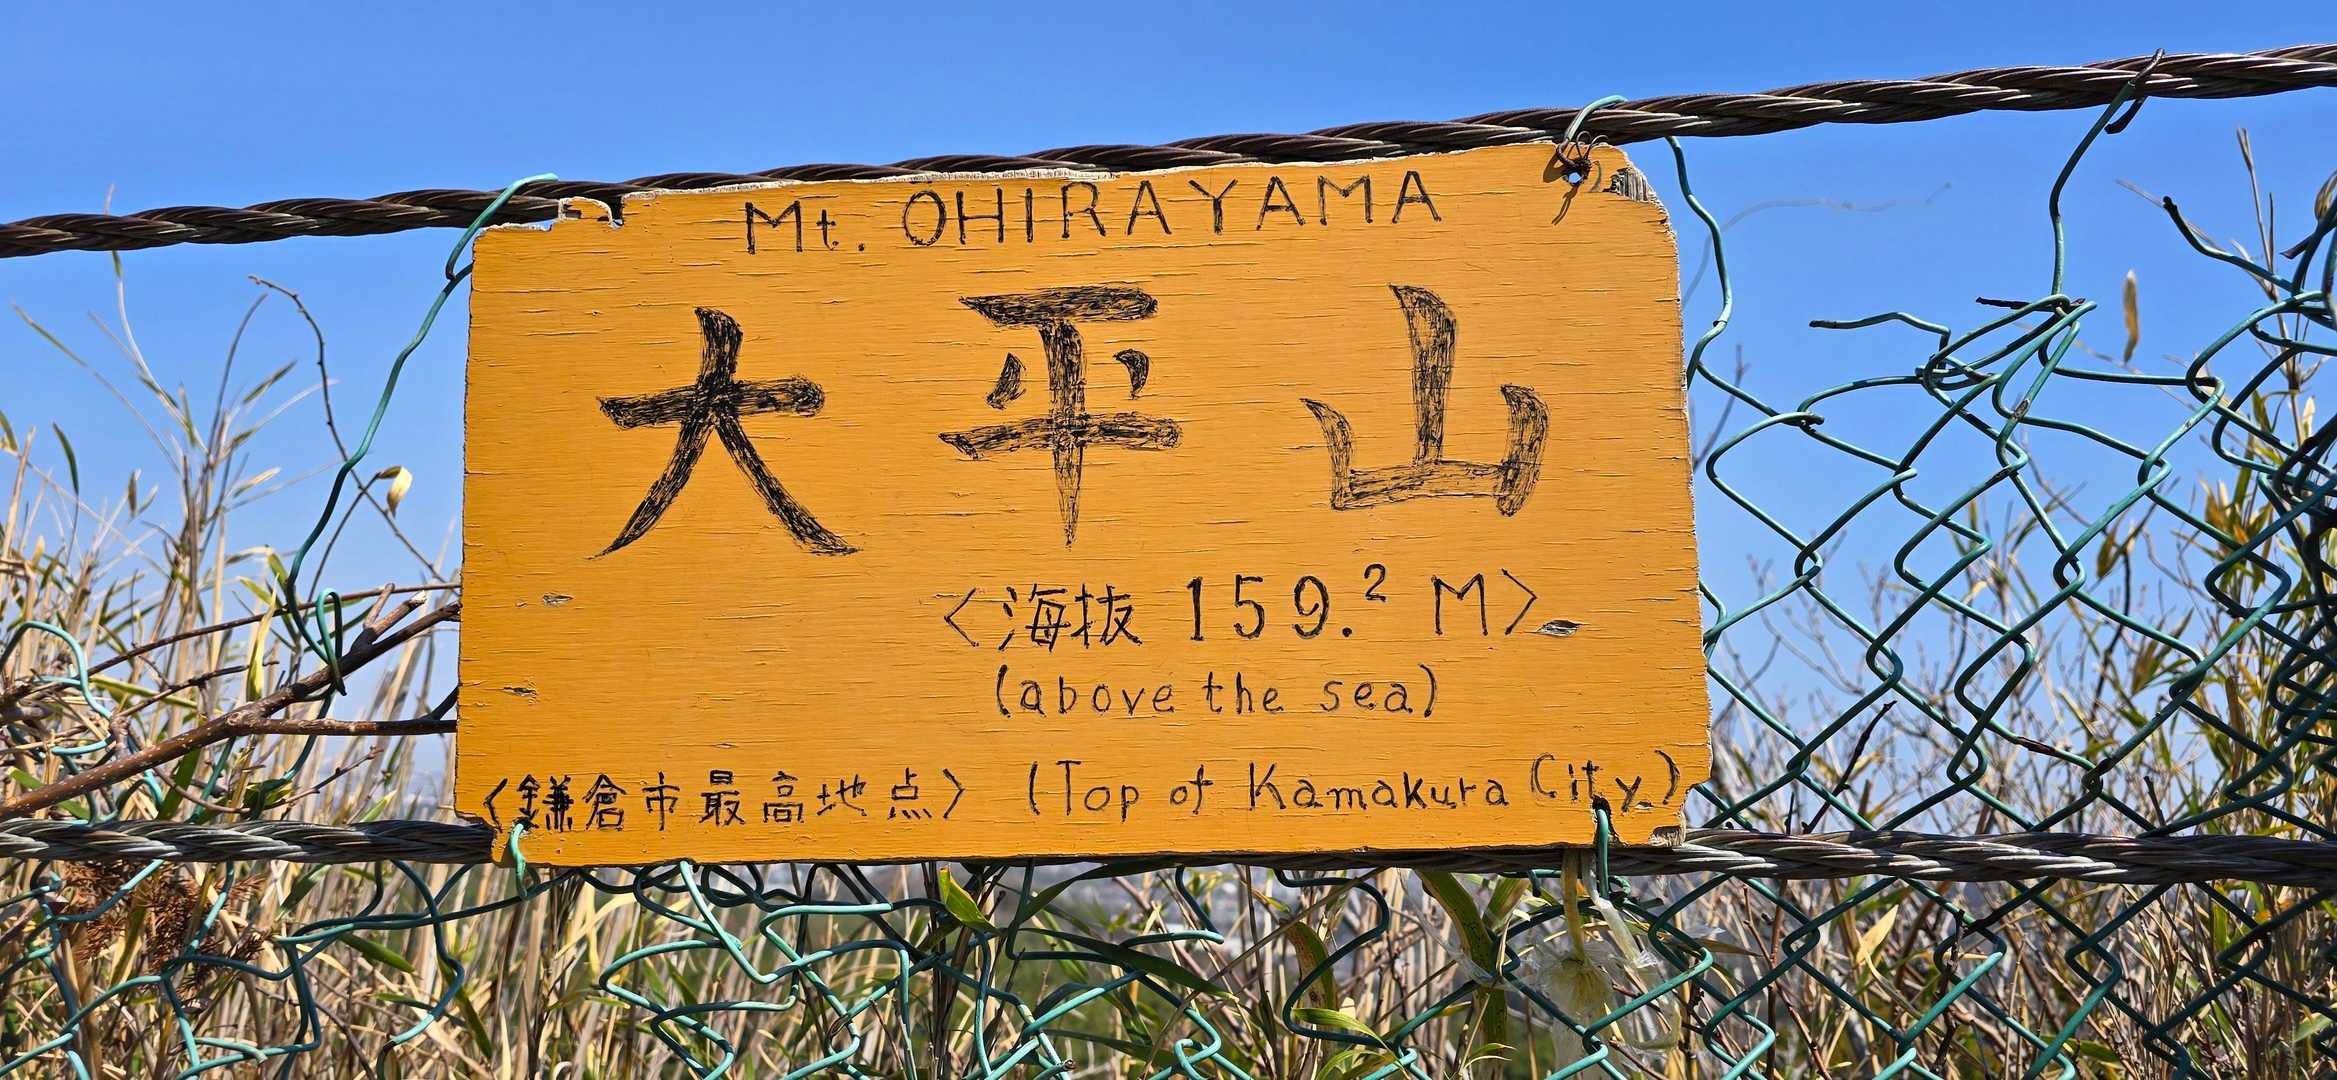 Mt. ŌHIRAYAMA
大平山
〈海抜 159.² M〉
(above the sea)
〈鎌倉市最高地点〉 (Top of Kamakura City)